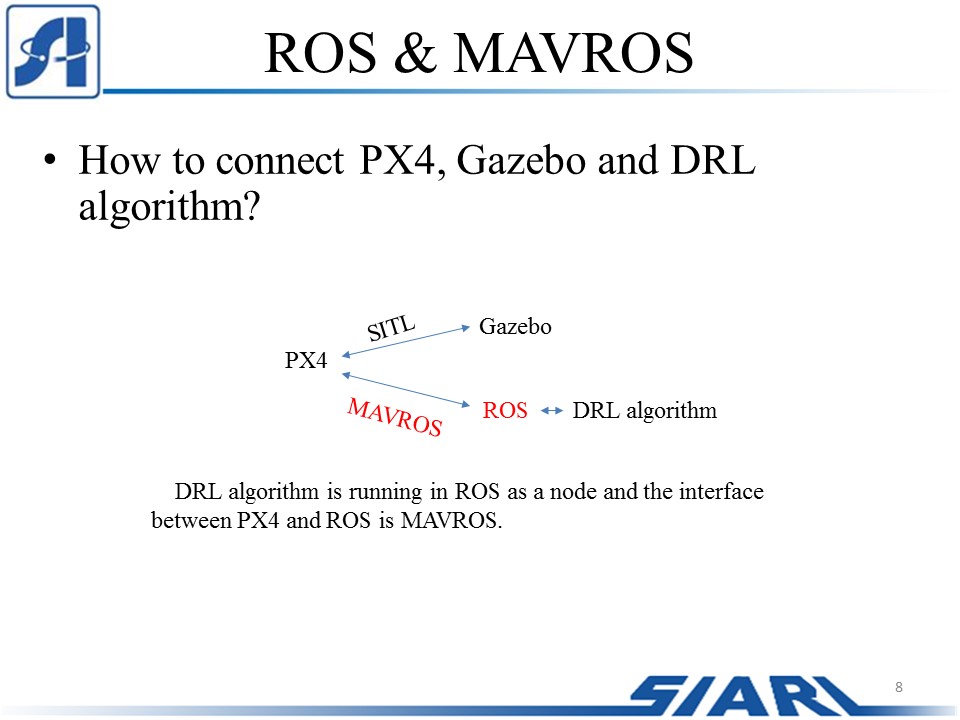 ROS & MAVROS
• How to connect PX4, Gazebo and DRL
algorithm?
SITL
Gazebo
PX4
MAVROS
ROS
DRL algorithm
DRL algorithm is running in ROS as a node and the interface
between PX4 and ROS is MAVROS.
SIARL
8